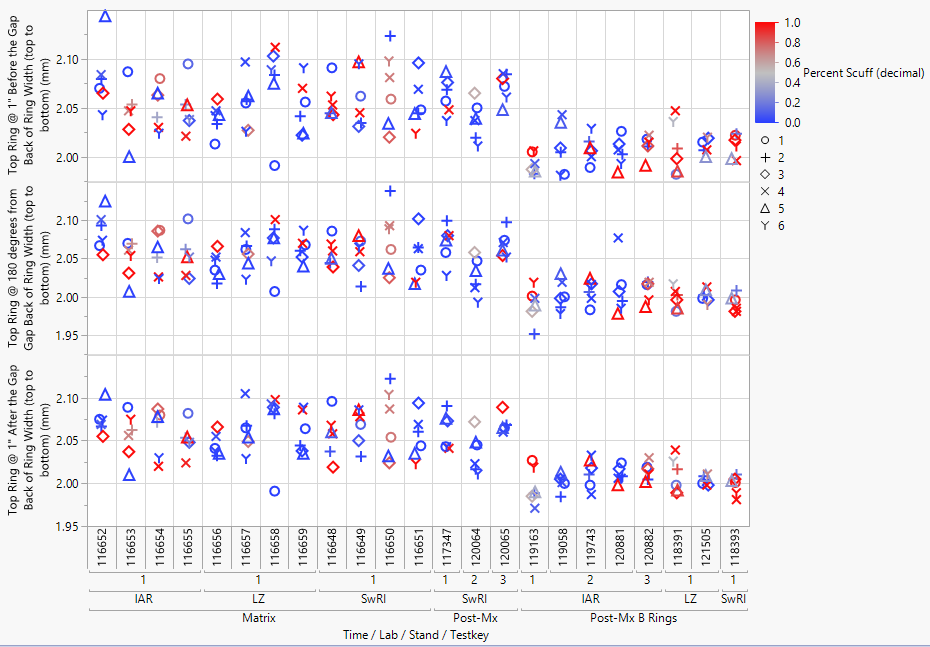 Top Ring @ 1" Before the Gap
Back of Ring Width (top to
bottom) (mm)
2.10
2.05
2.00
Top Ring @ 180 degrees from
Gap Back of Ring Width (top to
bottom) (mm)
2.10
2.05
2.00
1.95
Top Ring @ 1" After the Gap
Back of Ring Width (top to
bottom) (mm)
2.10
2.05
2.00
1.95
116652 116653 116654 116655 116656 116657 116658 116659 116648 116649 116650 116651 117347 120064 120065 119163 119058 119743 120881 120882 118391 121505 118393
1 1 1 1 2 3 1 2 3 1 1
IAR LZ SwRI SwRI IAR LZ SwRI
Matrix Post-Mx Post-Mx B Rings
Time / Lab / Stand / Testkey
1.0
0.8
0.6
0.4
0.2
0.0
Percent Scuff (decimal)
1
2
3
4
5
6